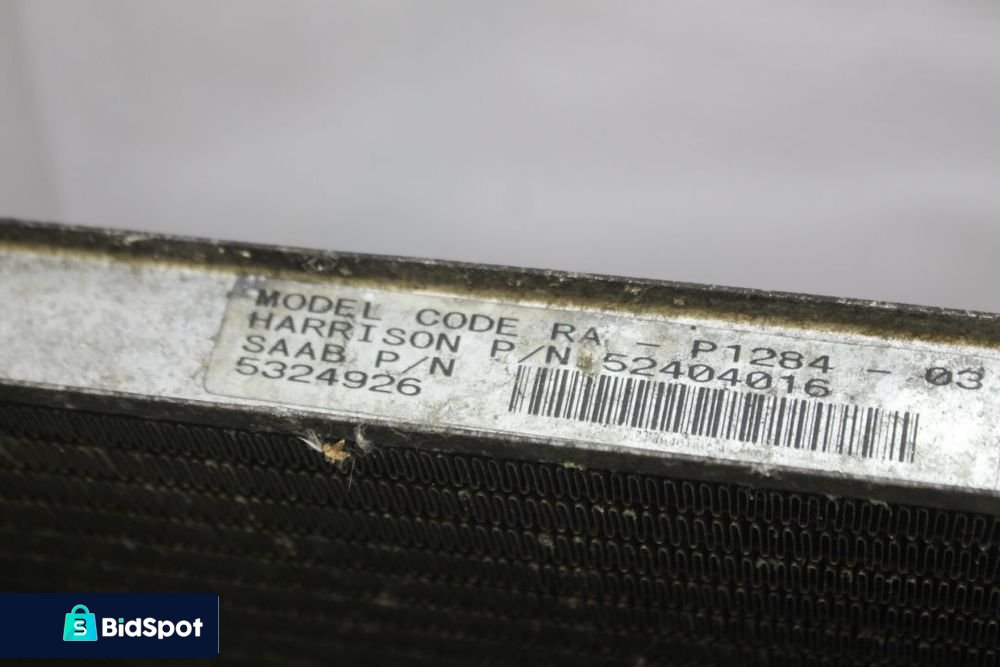 MODEL CODE RA - P1284 - 03
HARRISON P/N 52404016
SAAB P/N
5324926
BidSpot